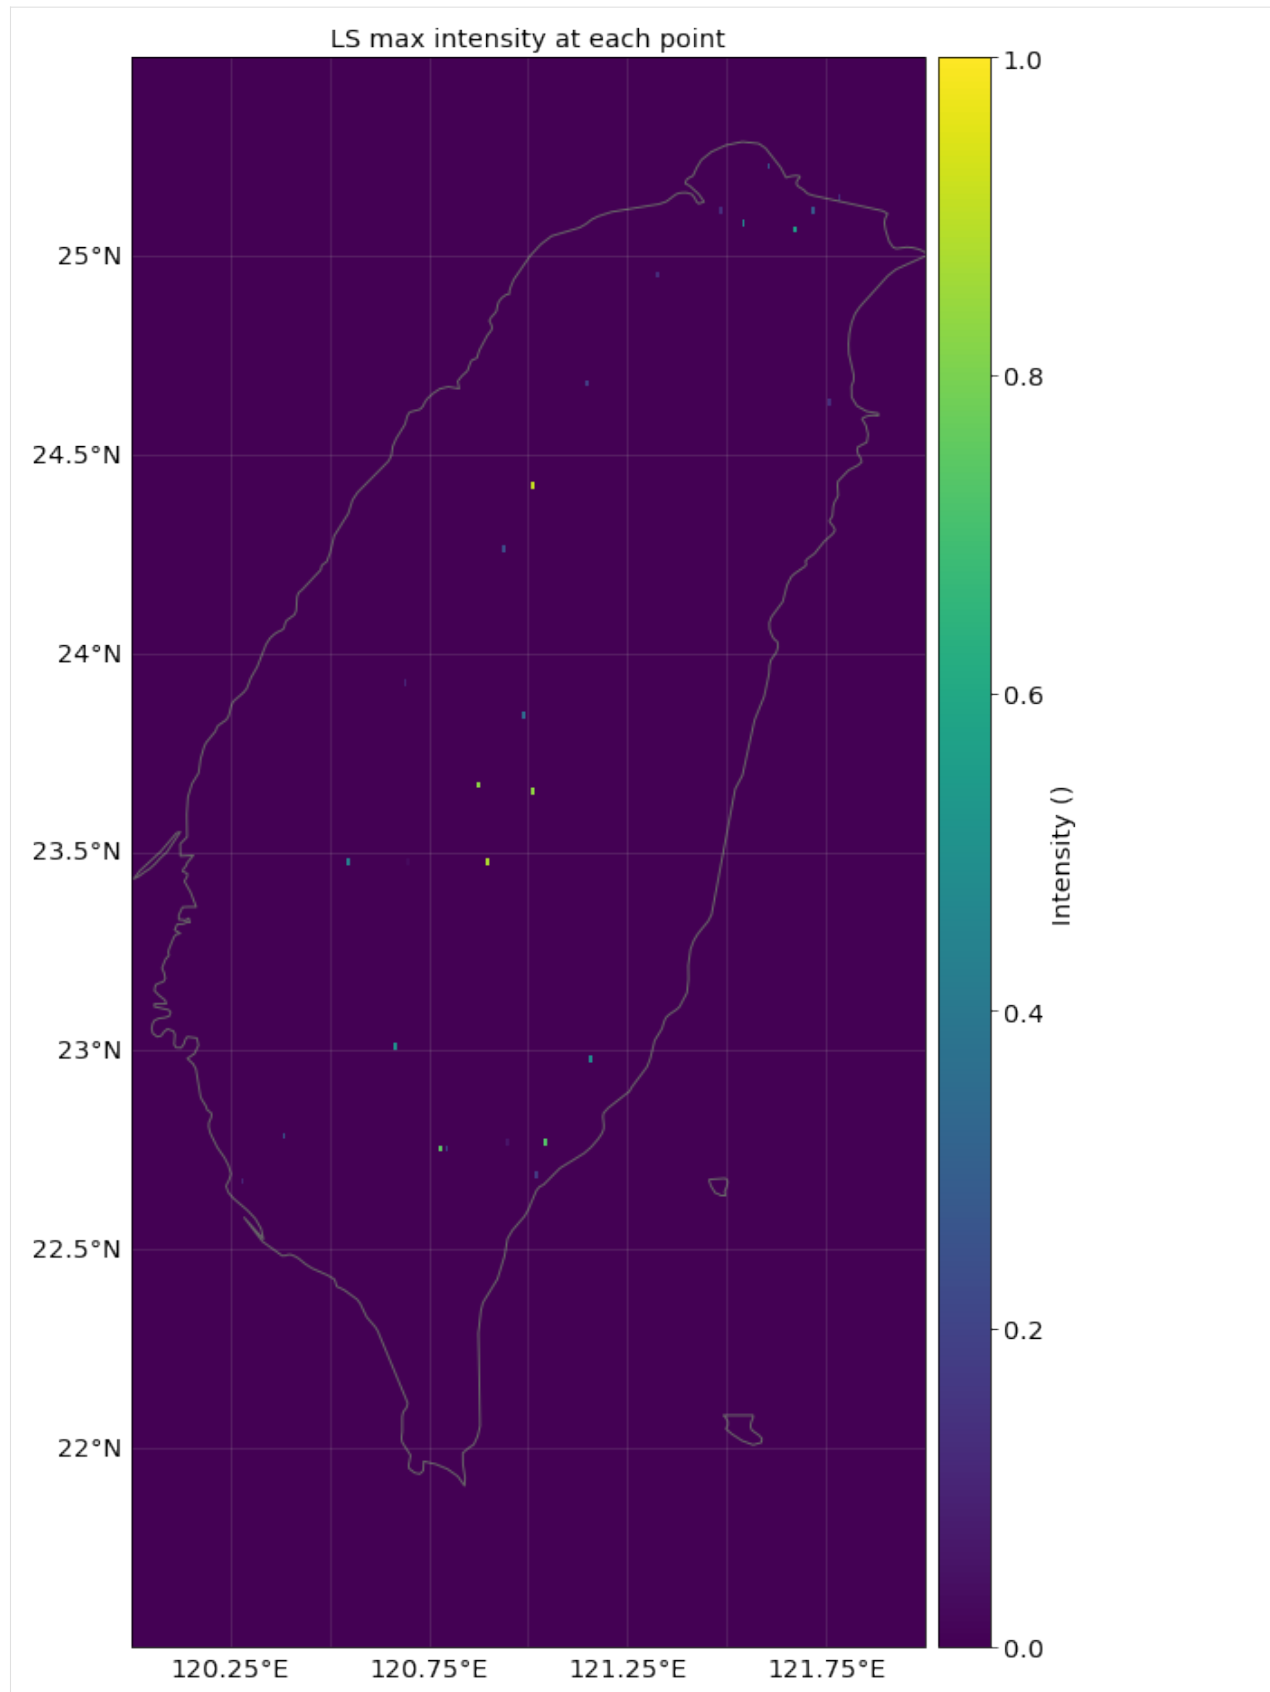 LS max intensity at each point
1.0
25°N
0.8
24.5°N
24°N
0.6
Intensity ()
23.5°N
0.4
23°N
22.5°N
0.2
22°N
0.0
120.25°E 120.75°E 121.25°E 121.75°E